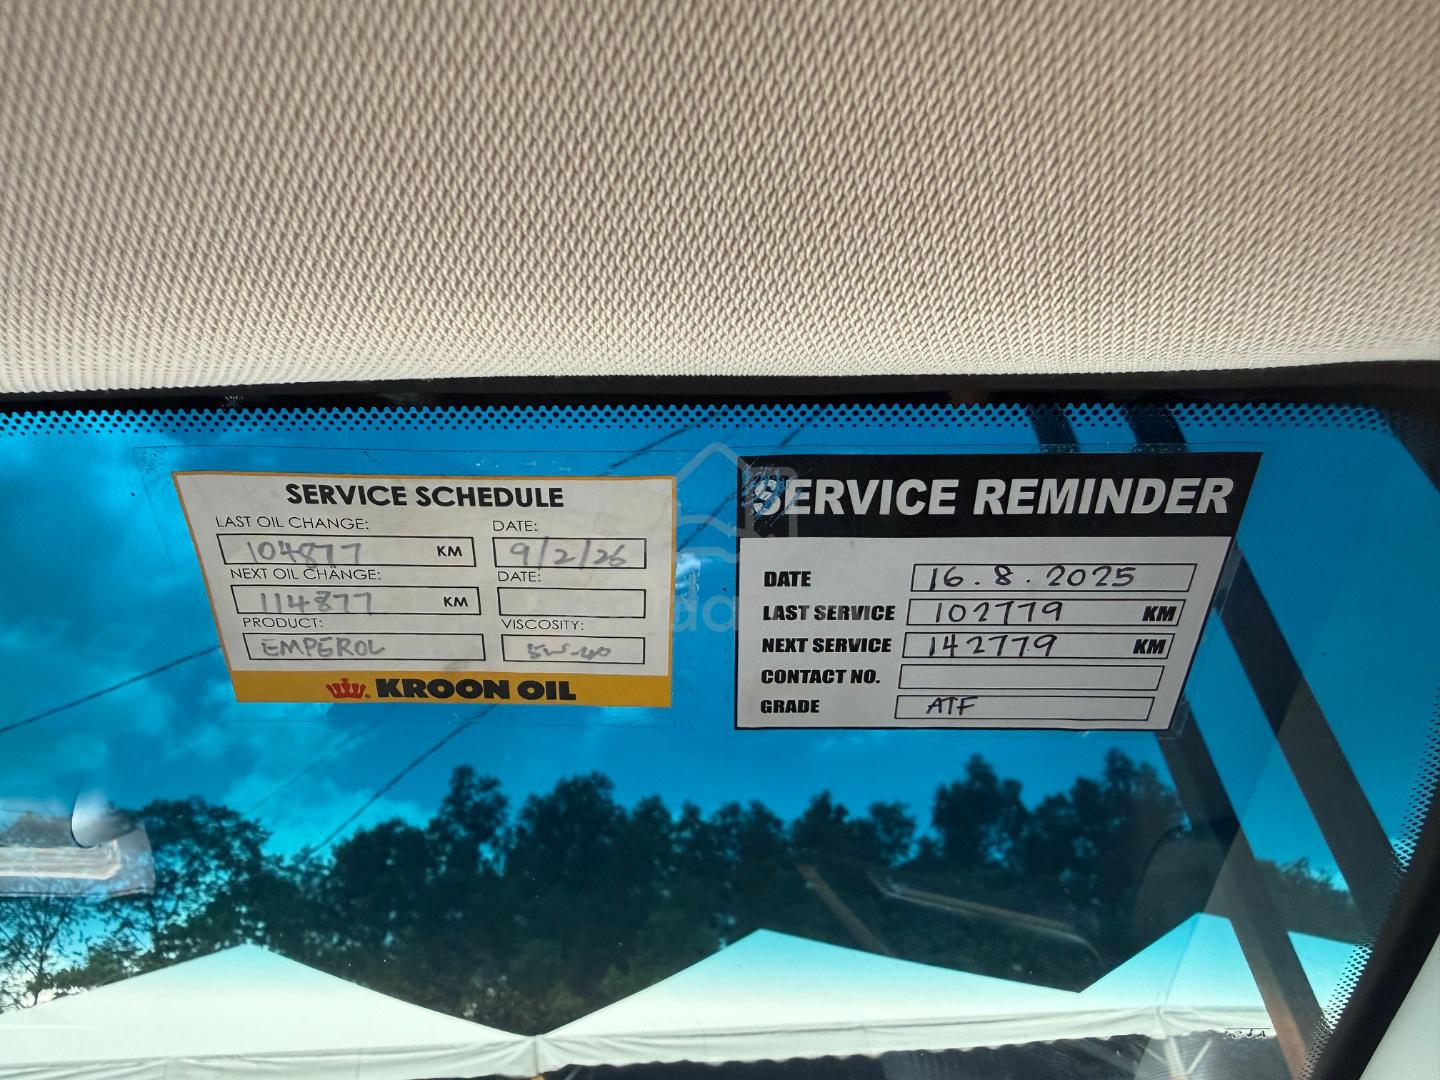 SERVICE SCHEDULE
LAST OIL CHANGE: DATE:
104877 KM 9/2/26
NEXT OIL CHANGE: DATE:
114877 KM
PRODUCT: VISCOSITY:
EMPEROL 5w-40
KROON OIL
SERVICE REMINDER
DATE 16.8.2025
LAST SERVICE 102779 KM
NEXT SERVICE 142779 KM
CONTACT NO.
GRADE ATF